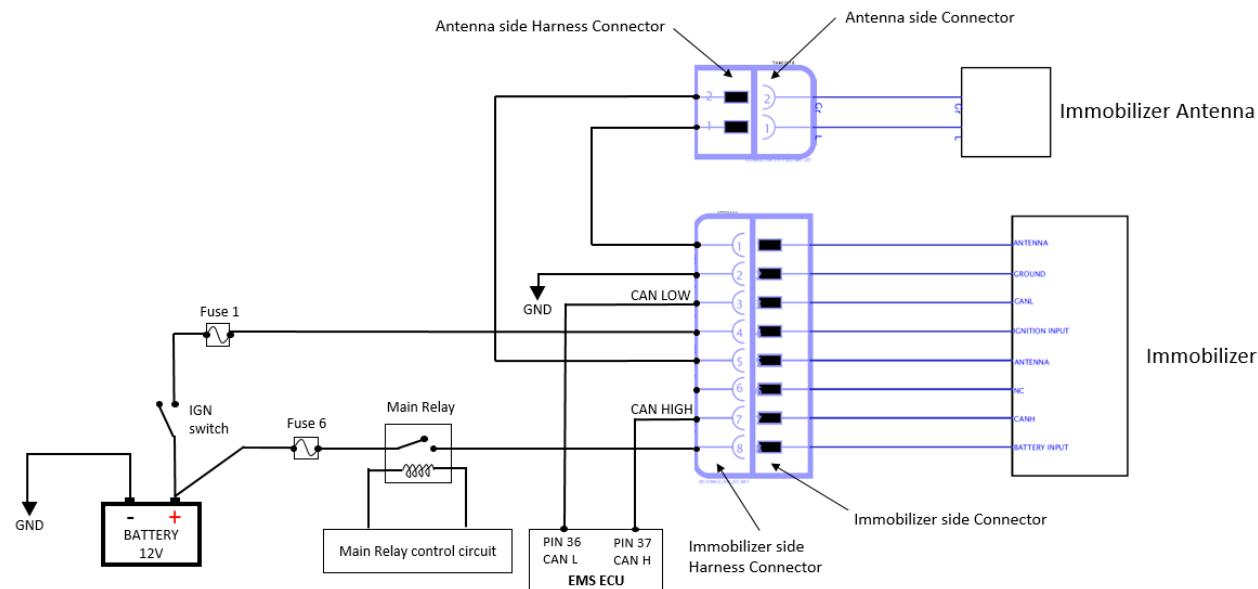 Antenna side Harness Connector
Antenna side Connector
2
2
Gr
Gr
1
1
L
L
Immobilizer Antenna
1
ANTENNA
2
GROUND
GND
CAN LOW
3
CANL
Fuse 1
4
IGNITION INPUT
5
ANTENNA
Immobilizer
6
NC
IGN
switch
Main Relay
CAN HIGH
7
CANH
Fuse 6
8
BATTERY INPUT
GND
- +
BATTERY
12V
Main Relay control circuit
PIN 36
CAN L
PIN 37
CAN H
EMS ECU
Immobilizer side
Harness Connector
Immobilizer side Connector